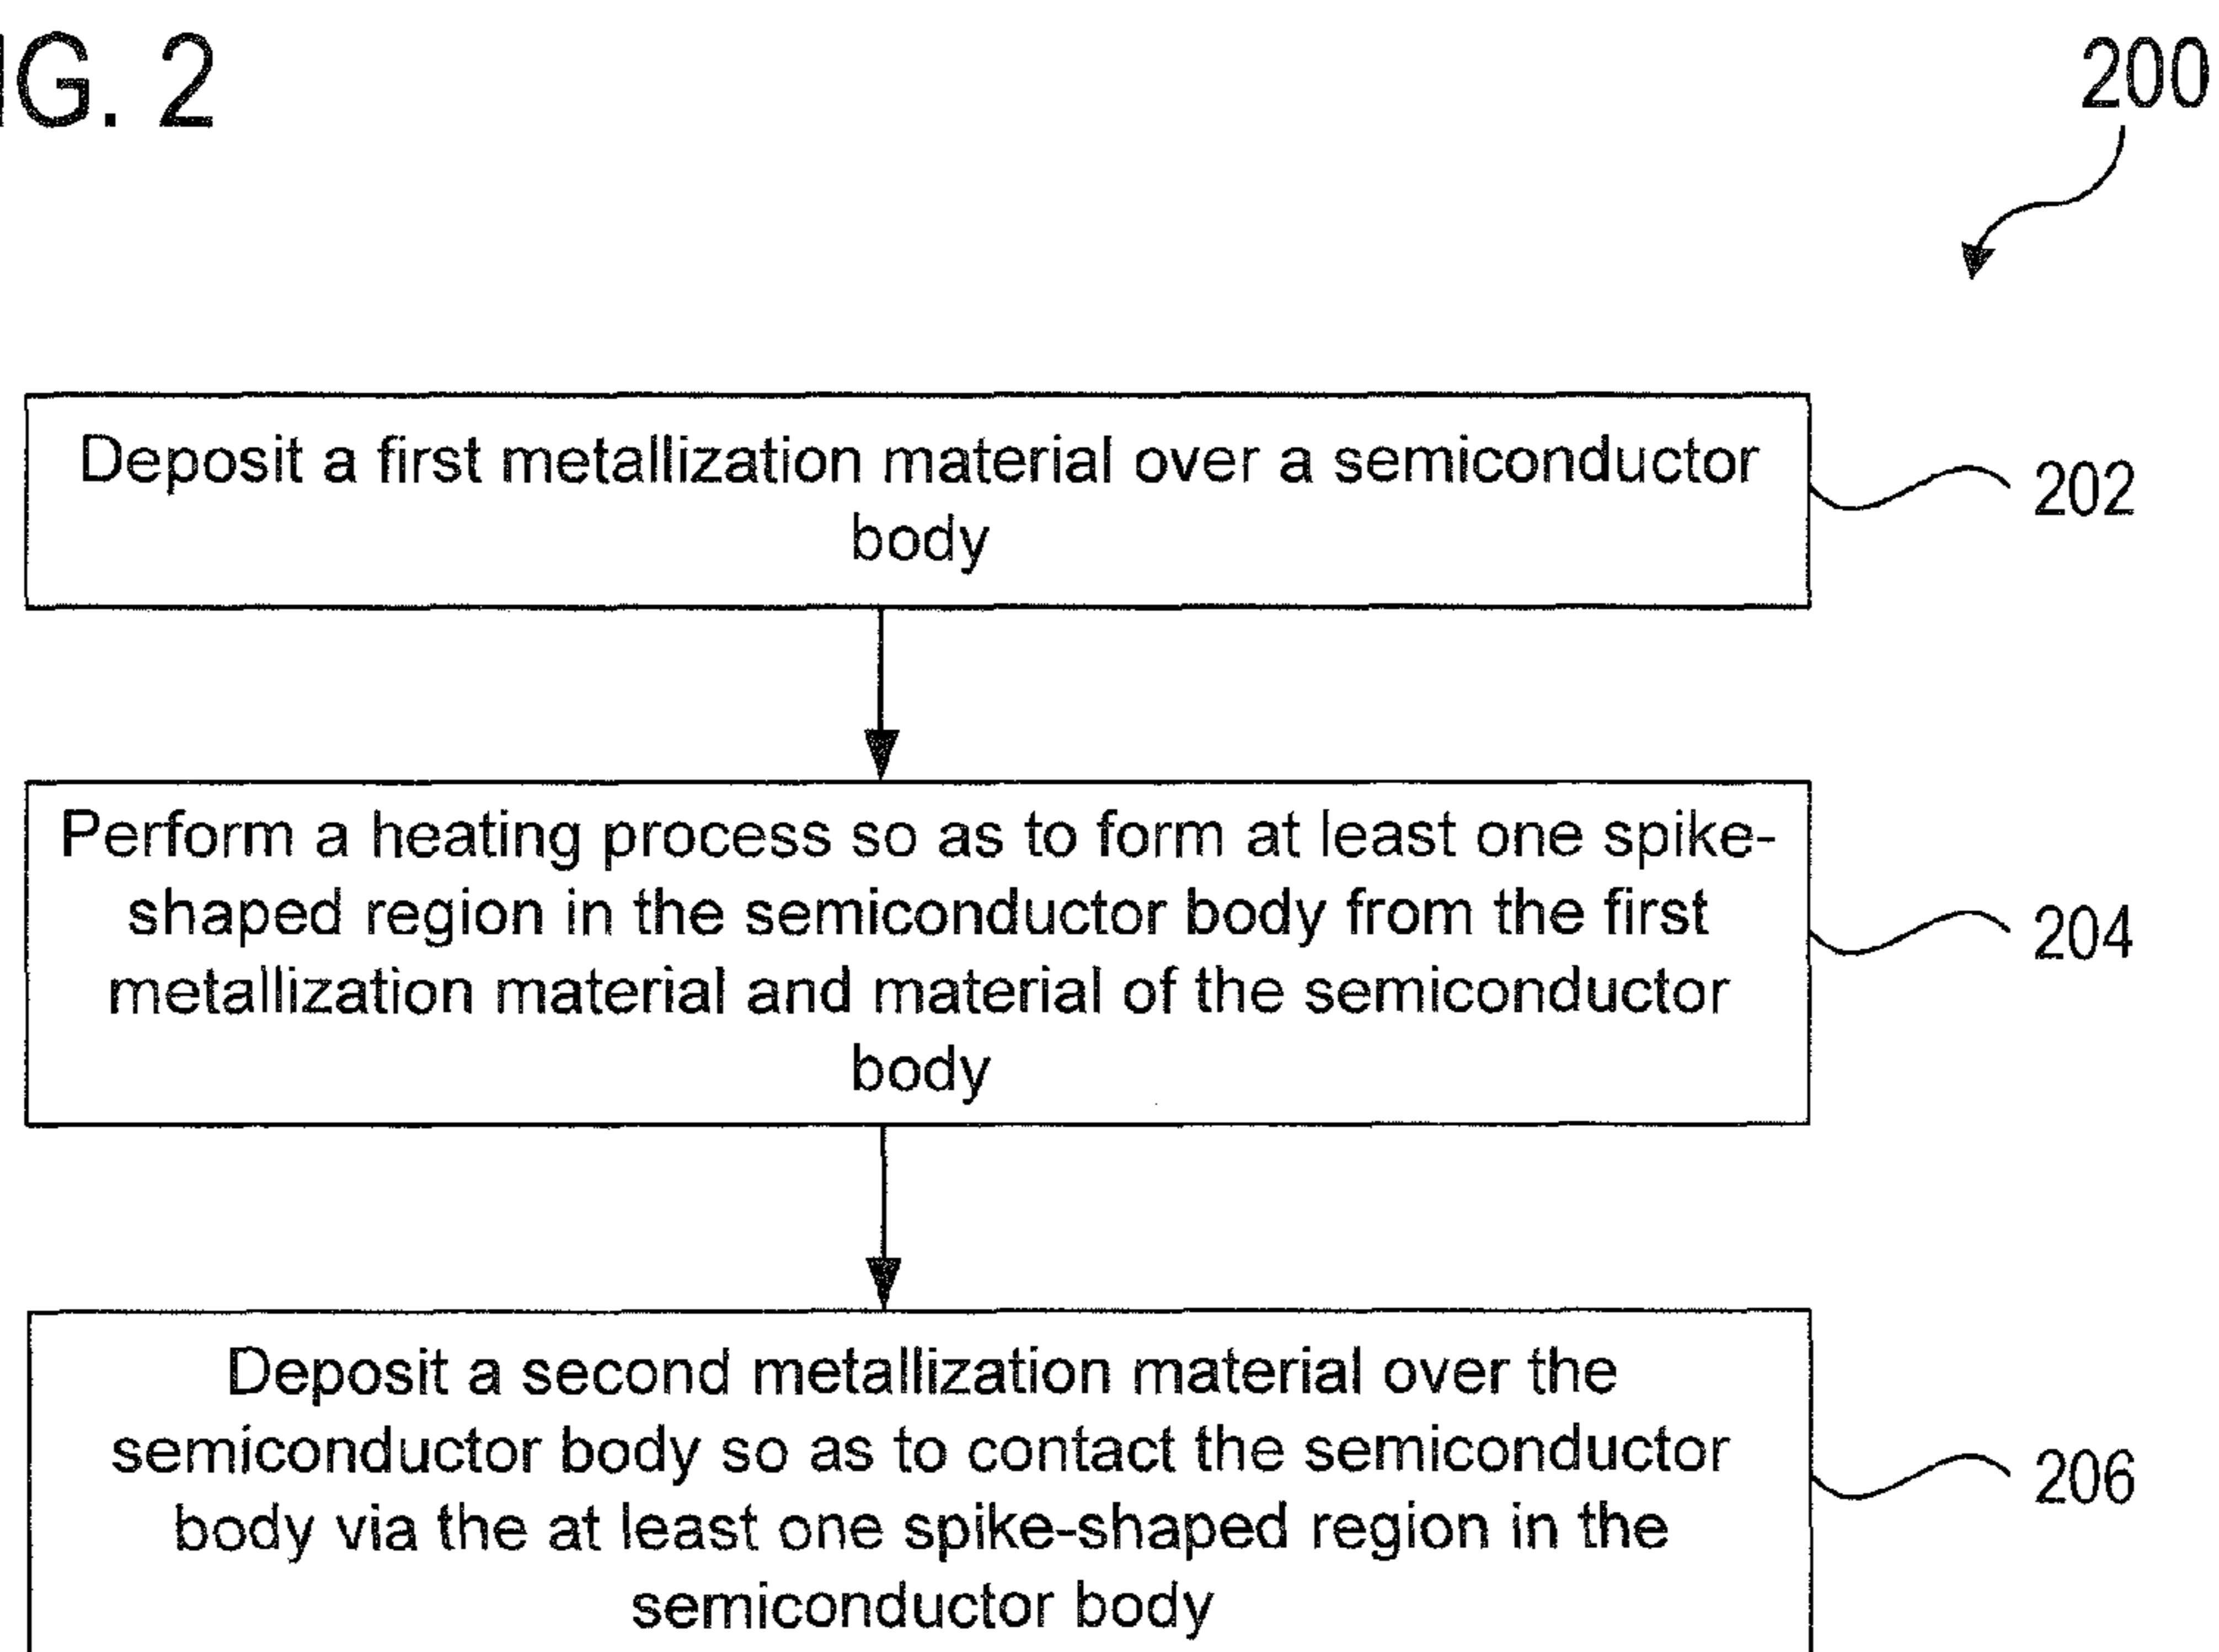 IG. 2
200
Deposit a first metallization material over a semiconductor
body
202
Perform a heating process so as to form at least one spike-
shaped region in the semiconductor body from the first
metallization material and material of the semiconductor
body
204
Deposit a second metallization material over the
semiconductor body so as to contact the semiconductor
body via the at least one spike-shaped region in the
semiconductor body
206